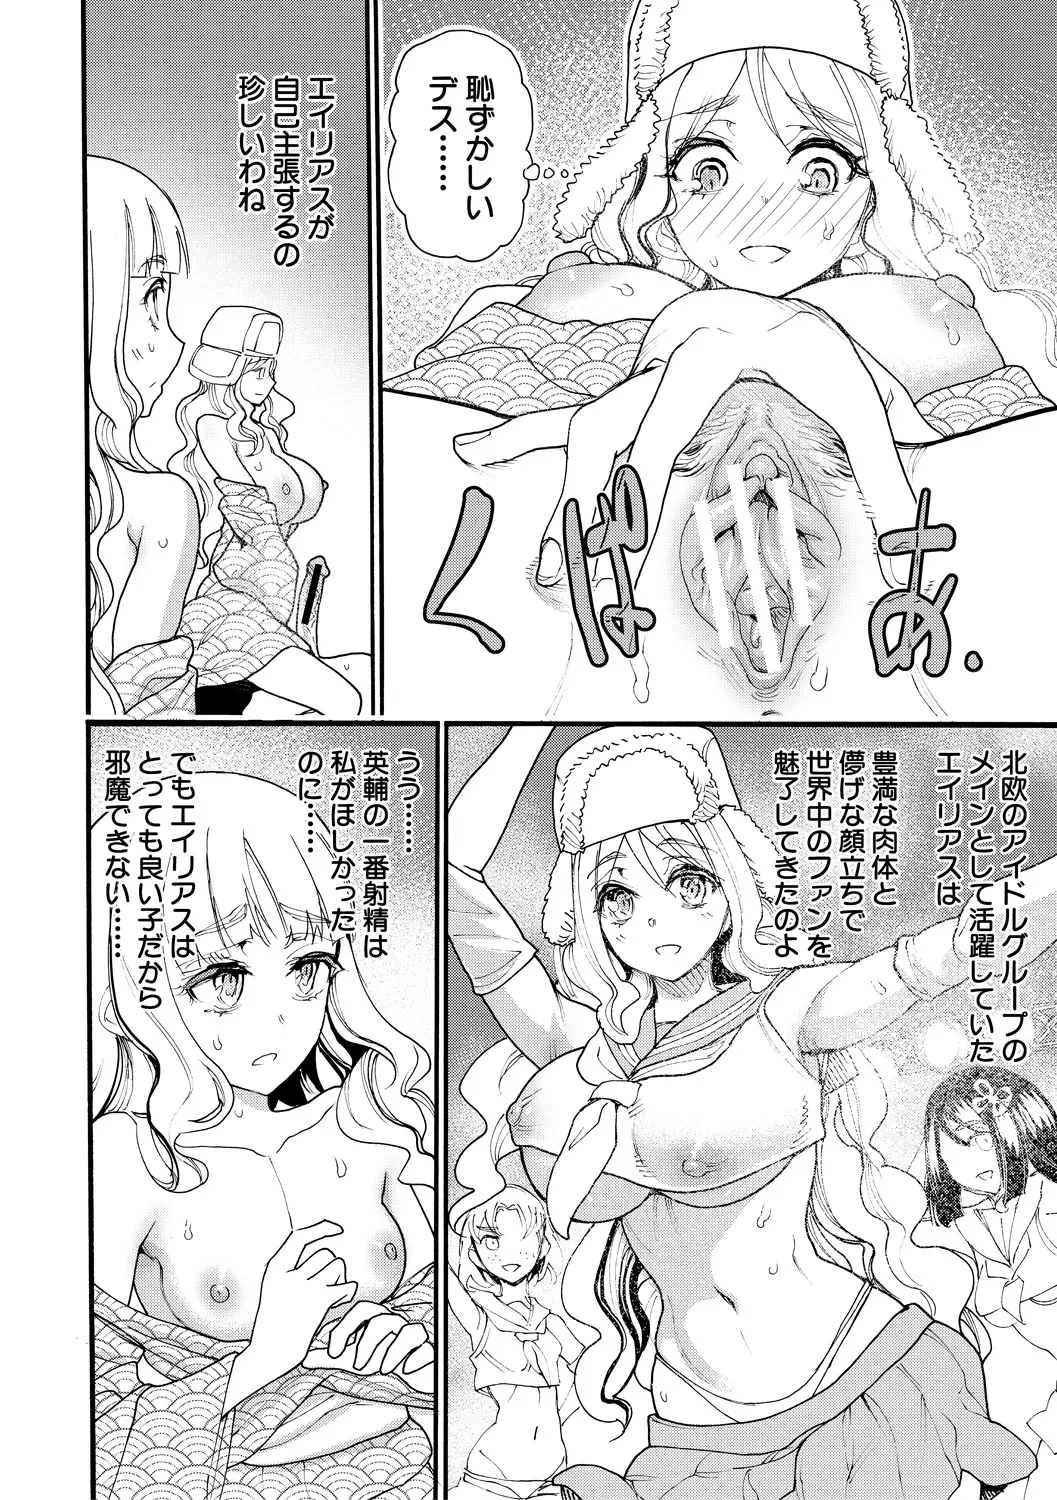 恥ずかしい
デス……
くぱ
あ.
エイリアスが
自己主張するの
珍しいわね
北欧のアイドルグループの
メインとして活躍していた
エイリアスは
豊満な肉体と
儚げな顔立ちで
世界中のファンを
魅了してきたのよ
うう……
英輔の一番射精は
私がほしかった
のに……
でもエイリアスは
とっても良い子だから
邪魔できない……